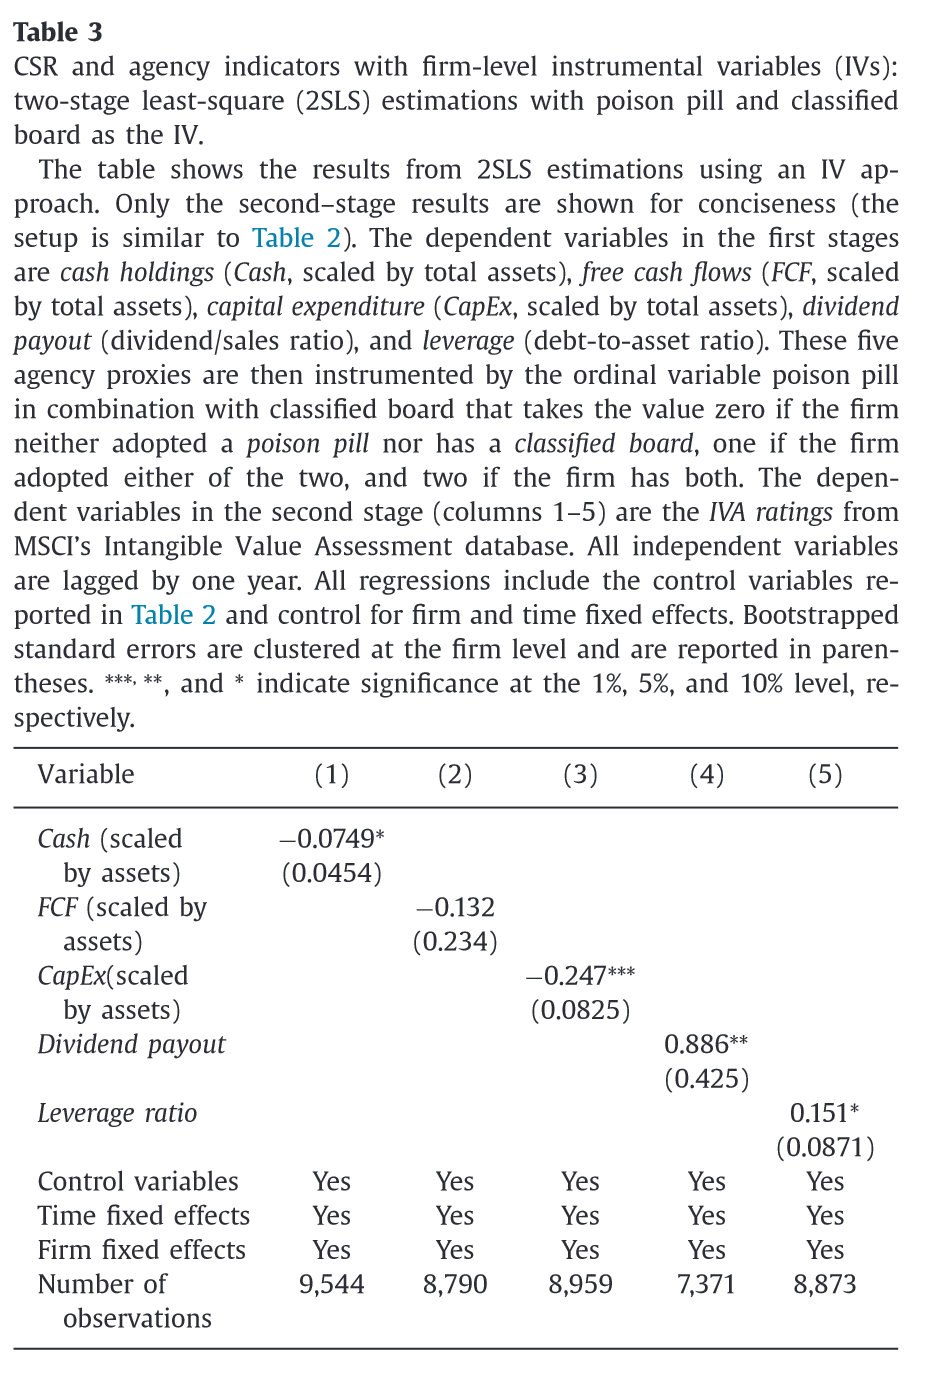 Table 3
CSR and agency indicators with firm-level instrumental variables (IVs):
two-stage least-square (2SLS) estimations with poison pill and classified
board as the IV.
The table shows the results from 2SLS estimations using an IV ap-
proach. Only the second–stage results are shown for conciseness (the
setup is similar to Table 2). The dependent variables in the first stages
are cash holdings (Cash, scaled by total assets), free cash flows (FCF, scaled
by total assets), capital expenditure (CapEx, scaled by total assets), dividend
payout (dividend/sales ratio), and leverage (debt-to-asset ratio). These five
agency proxies are then instrumented by the ordinal variable poison pill
in combination with classified board that takes the value zero if the firm
neither adopted a poison pill nor has a classified board, one if the firm
adopted either of the two, and two if the firm has both. The depen-
dent variables in the second stage (columns 1–5) are the IVA ratings from
MSCI's Intangible Value Assessment database. All independent variables
are lagged by one year. All regressions include the control variables re-
ported in Table 2 and control for firm and time fixed effects. Bootstrapped
standard errors are clustered at the firm level and are reported in paren-
theses. ***, **, and * indicate significance at the 1%, 5%, and 10% level, re-
spectively.
Variable (1) (2) (3) (4) (5)
Cash (scaled −0.0749*
by assets) (0.0454)
FCF (scaled by −0.132
assets) (0.234)
CapEx(scaled −0.247***
by assets) (0.0825)
Dividend payout 0.886**
(0.425)
Leverage ratio 0.151*
(0.0871)
Control variables Yes Yes Yes Yes Yes
Time fixed effects Yes Yes Yes Yes Yes
Firm fixed effects Yes Yes Yes Yes Yes
Number of 9,544 8,790 8,959 7,371 8,873
observations